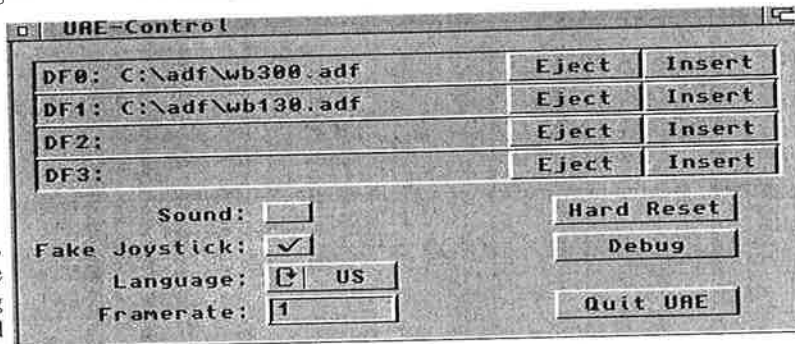 UAE-Control
DF0: C:\adf\wb300.adf Eject Insert
DF1: C:\adf\wb130.adf Eject Insert
DF2: Eject Insert
DF3: Eject Insert
Sound:
Hard Reset
Fake Joystick:
Debug
Language: US
Framerate: 1
Quit UAE